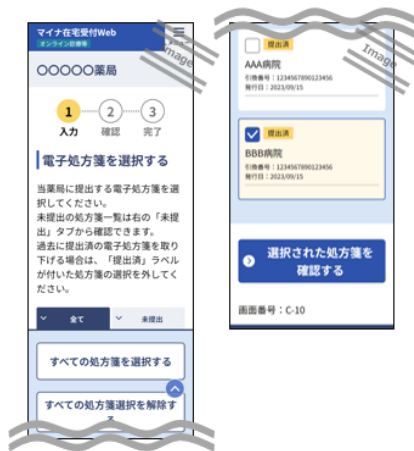 マイナ在宅受付Web
オンライン診療等
Image
〇〇〇〇〇薬局
1 2 3
入力 確認 完了
電子処方箋を選択する
当薬局に提出する電子処方箋を選
択してください。
未提出の処方箋一覧は右の「未提
出」タブから確認できます。
過去に提出済の電子処方箋を取り
下げる場合は、「提出済」ラベル
が付いた処方箋の選択を外してく
ださい。
全て 未提出
すべての処方箋を選択する
すべての処方箋選択を解除す
る
提出済
Image
AAA病院
引換番号：1234567890123456
発行日：2023/09/15
提出済
BBB病院
引換番号：1234567890123456
発行日：2023/09/15
選択された処方箋を
確認する
画面番号：C-10